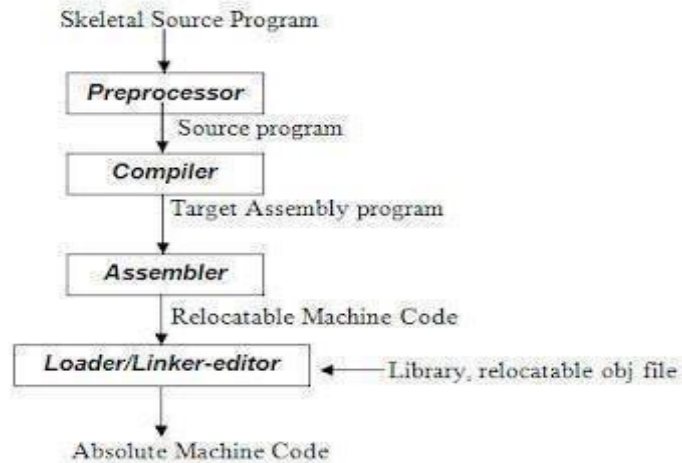 Skeletal Source Program
Preprocessor
Source program
Compiler
Target Assembly program
Assembler
Relocatable Machine Code
Loader/Linker-editor
Library, relocatable obj file
Absolute Machine Code